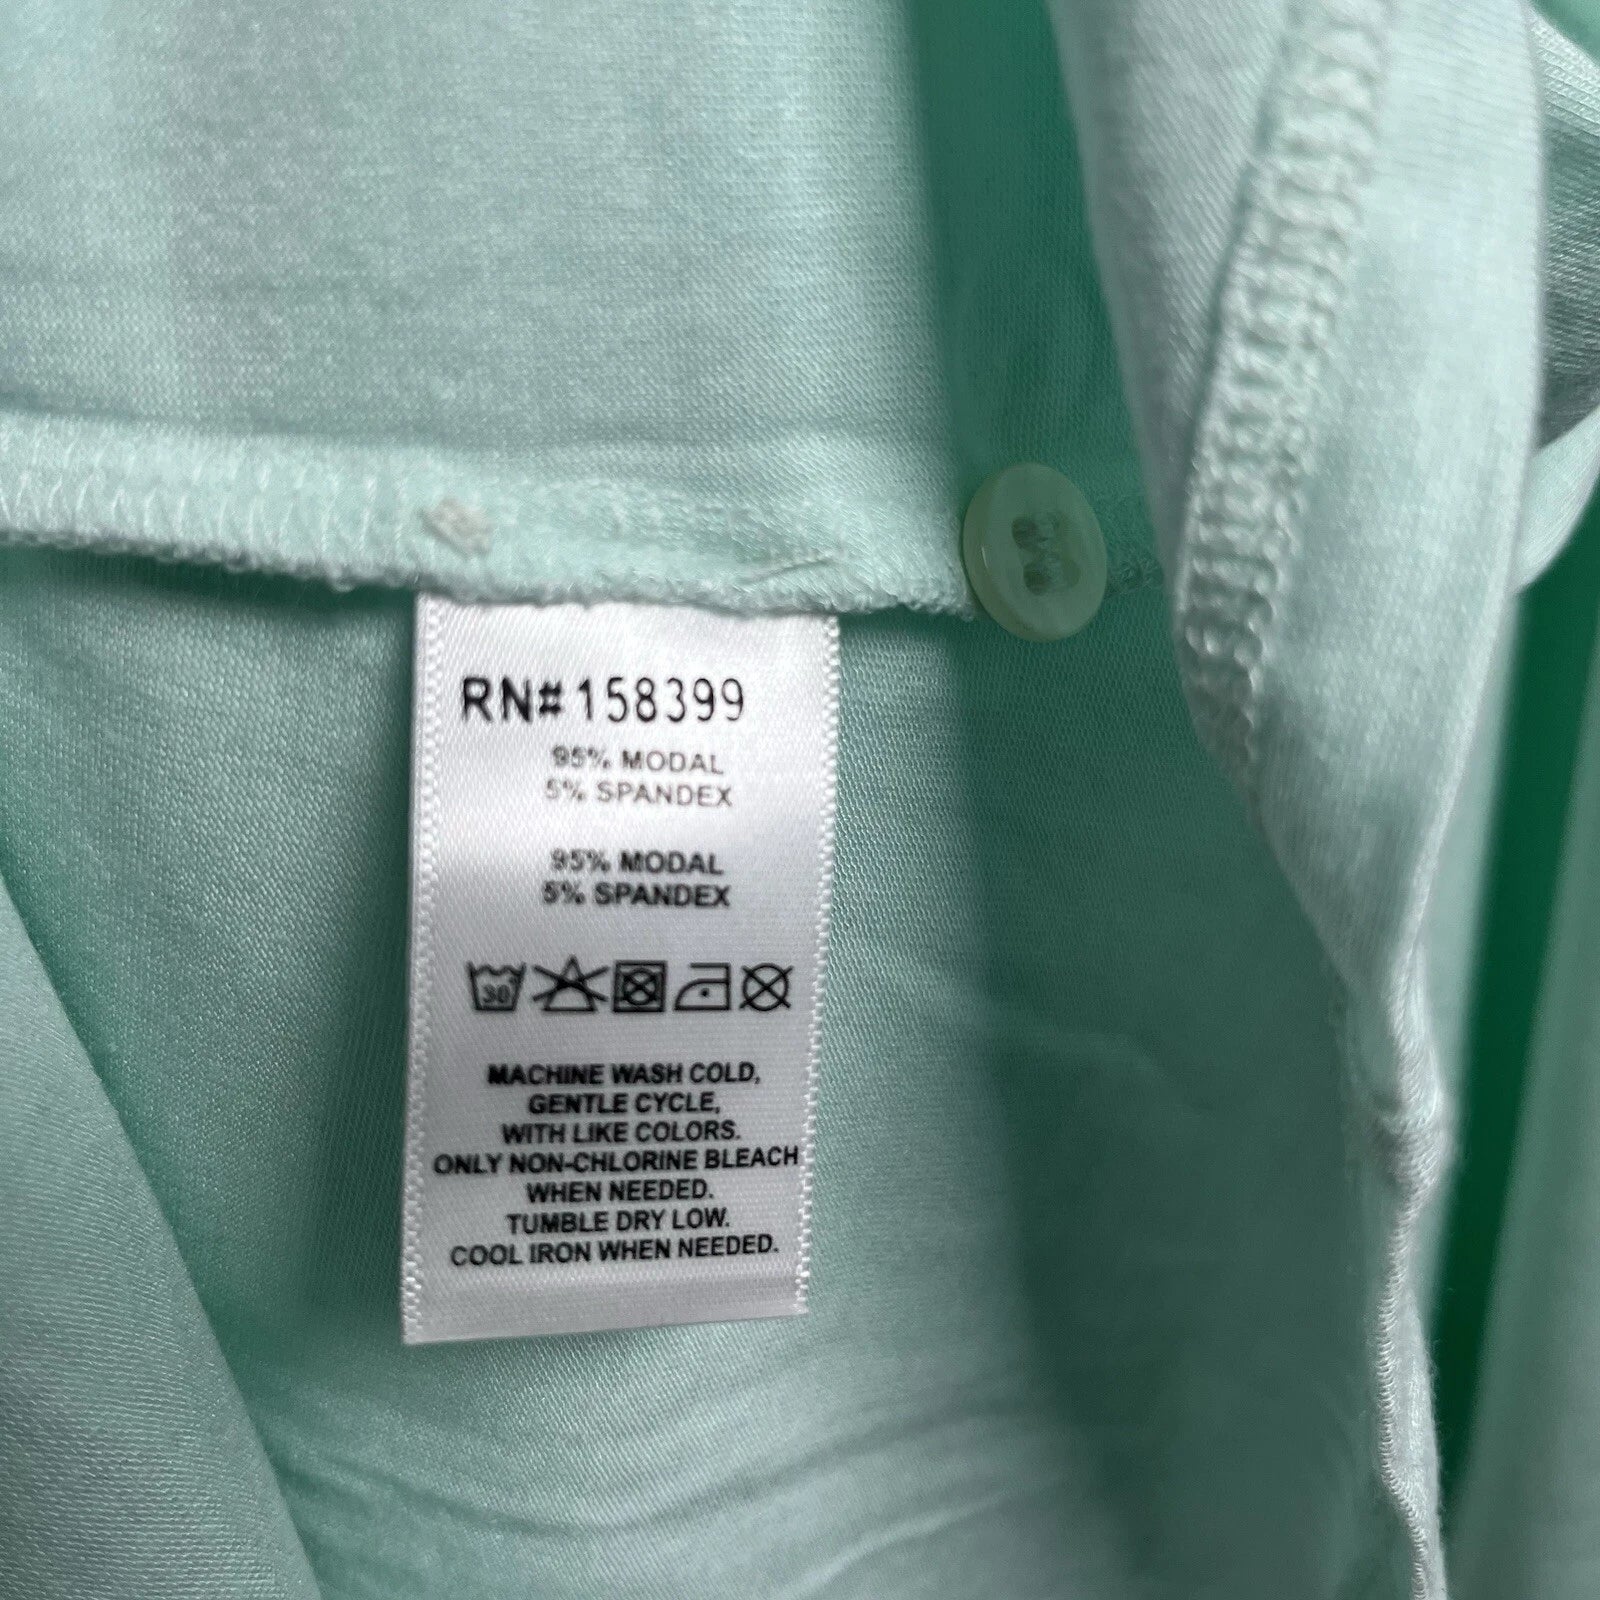 RN# 158399
95% MODAL
5% SPANDEX
95% MODAL
5% SPANDEX
30
MACHINE WASH COLD,
GENTLE CYCLE,
WITH LIKE COLORS.
ONLY NON-CHLORINE BLEACH
WHEN NEEDED.
TUMBLE DRY LOW.
COOL IRON WHEN NEEDED.